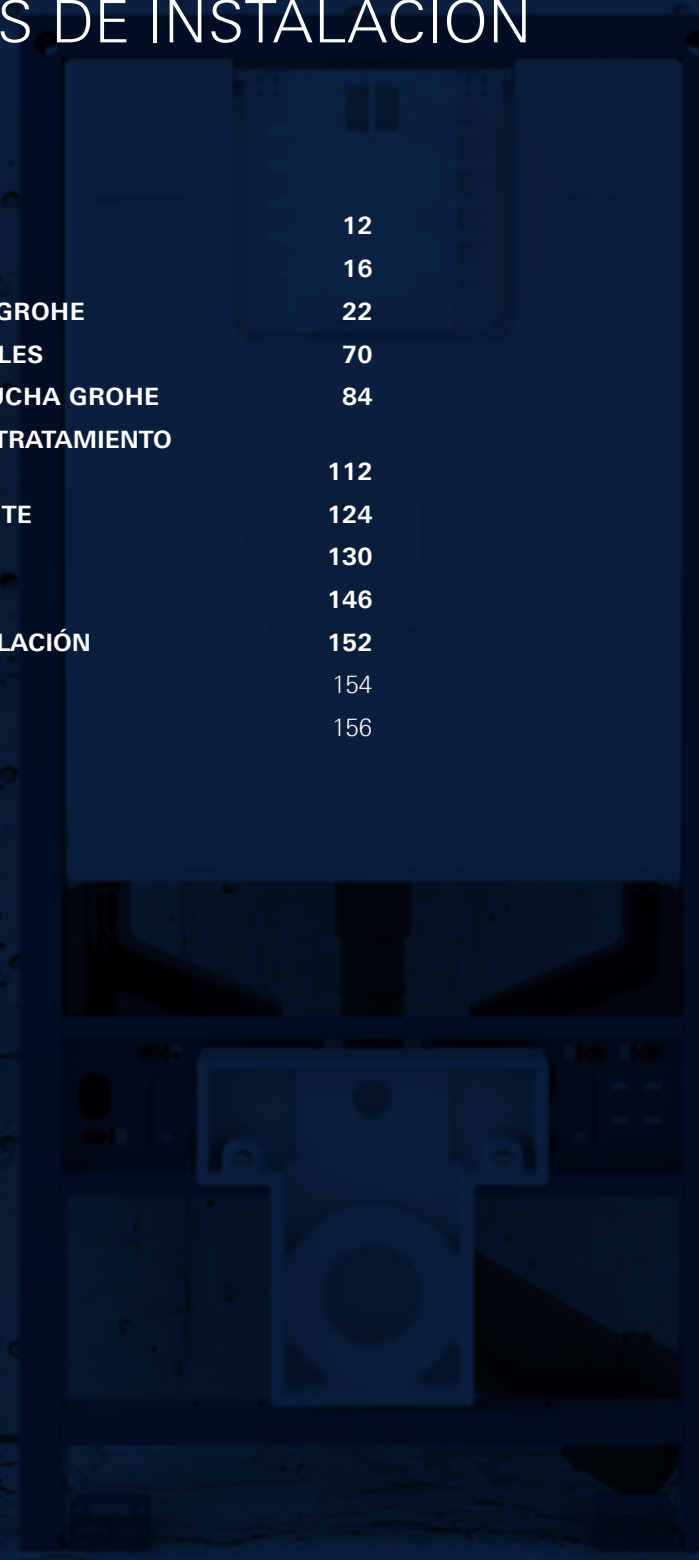 S DE INSTALACIÓN
12
16
GROHE 22
LES 70
UCHA GROHE 84
TRATAMIENTO
112
TE 124
130
146
LACIÓN 152
154
156
GROHE